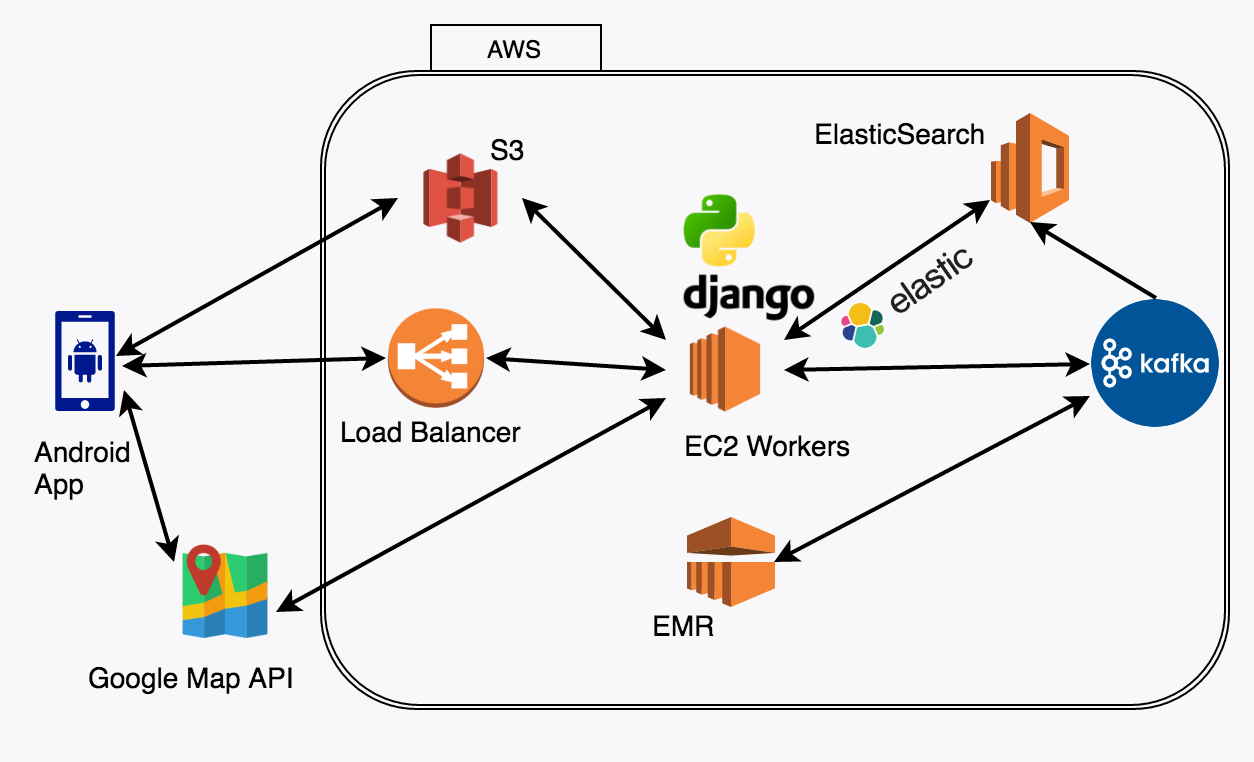 AWS
S3
ElasticSearch
django
elastic
kafka
Load Balancer
EC2 Workers
Android
App
EMR
Google Map API